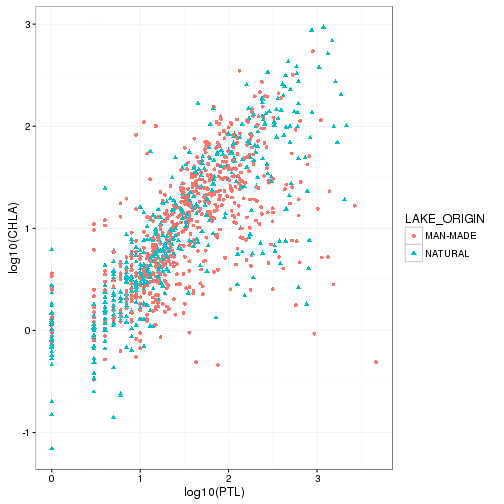 3
2
1
0
-1
log10(CHLA)
0
1
2
3
log10(PTL)
LAKE_ORIGIN
MAN-MADE
NATURAL